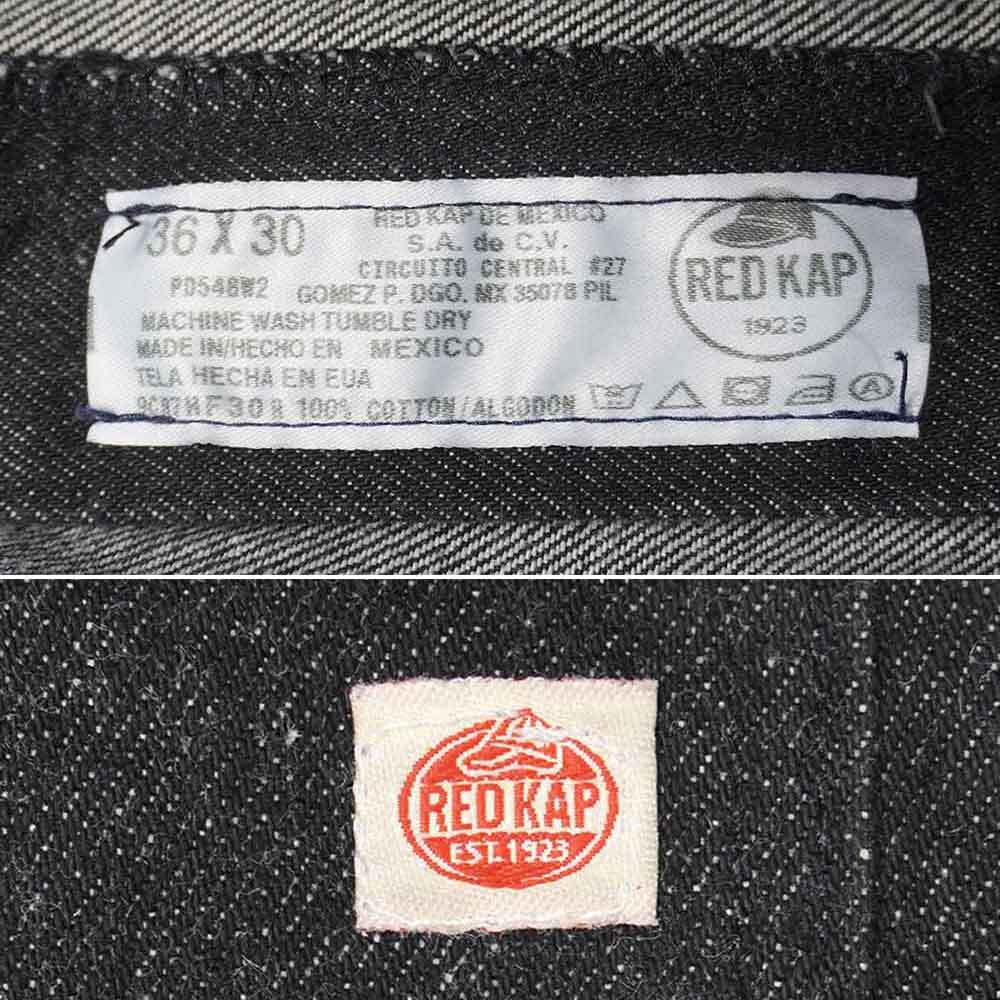 36 X 30
RED KAP DE MEXICO
S.A. de C.V.
CIRCUITO CENTRAL #27
PD54BW2 GOMEZ P. DGO. MX 35078 PIL
MACHINE WASH TUMBLE DRY
MADE IN/HECHO EN MEXICO
TELA HECHA EN EUA
100% COTTON/ALGODON
A
RED KAP
1923
RED KAP
EST.1923